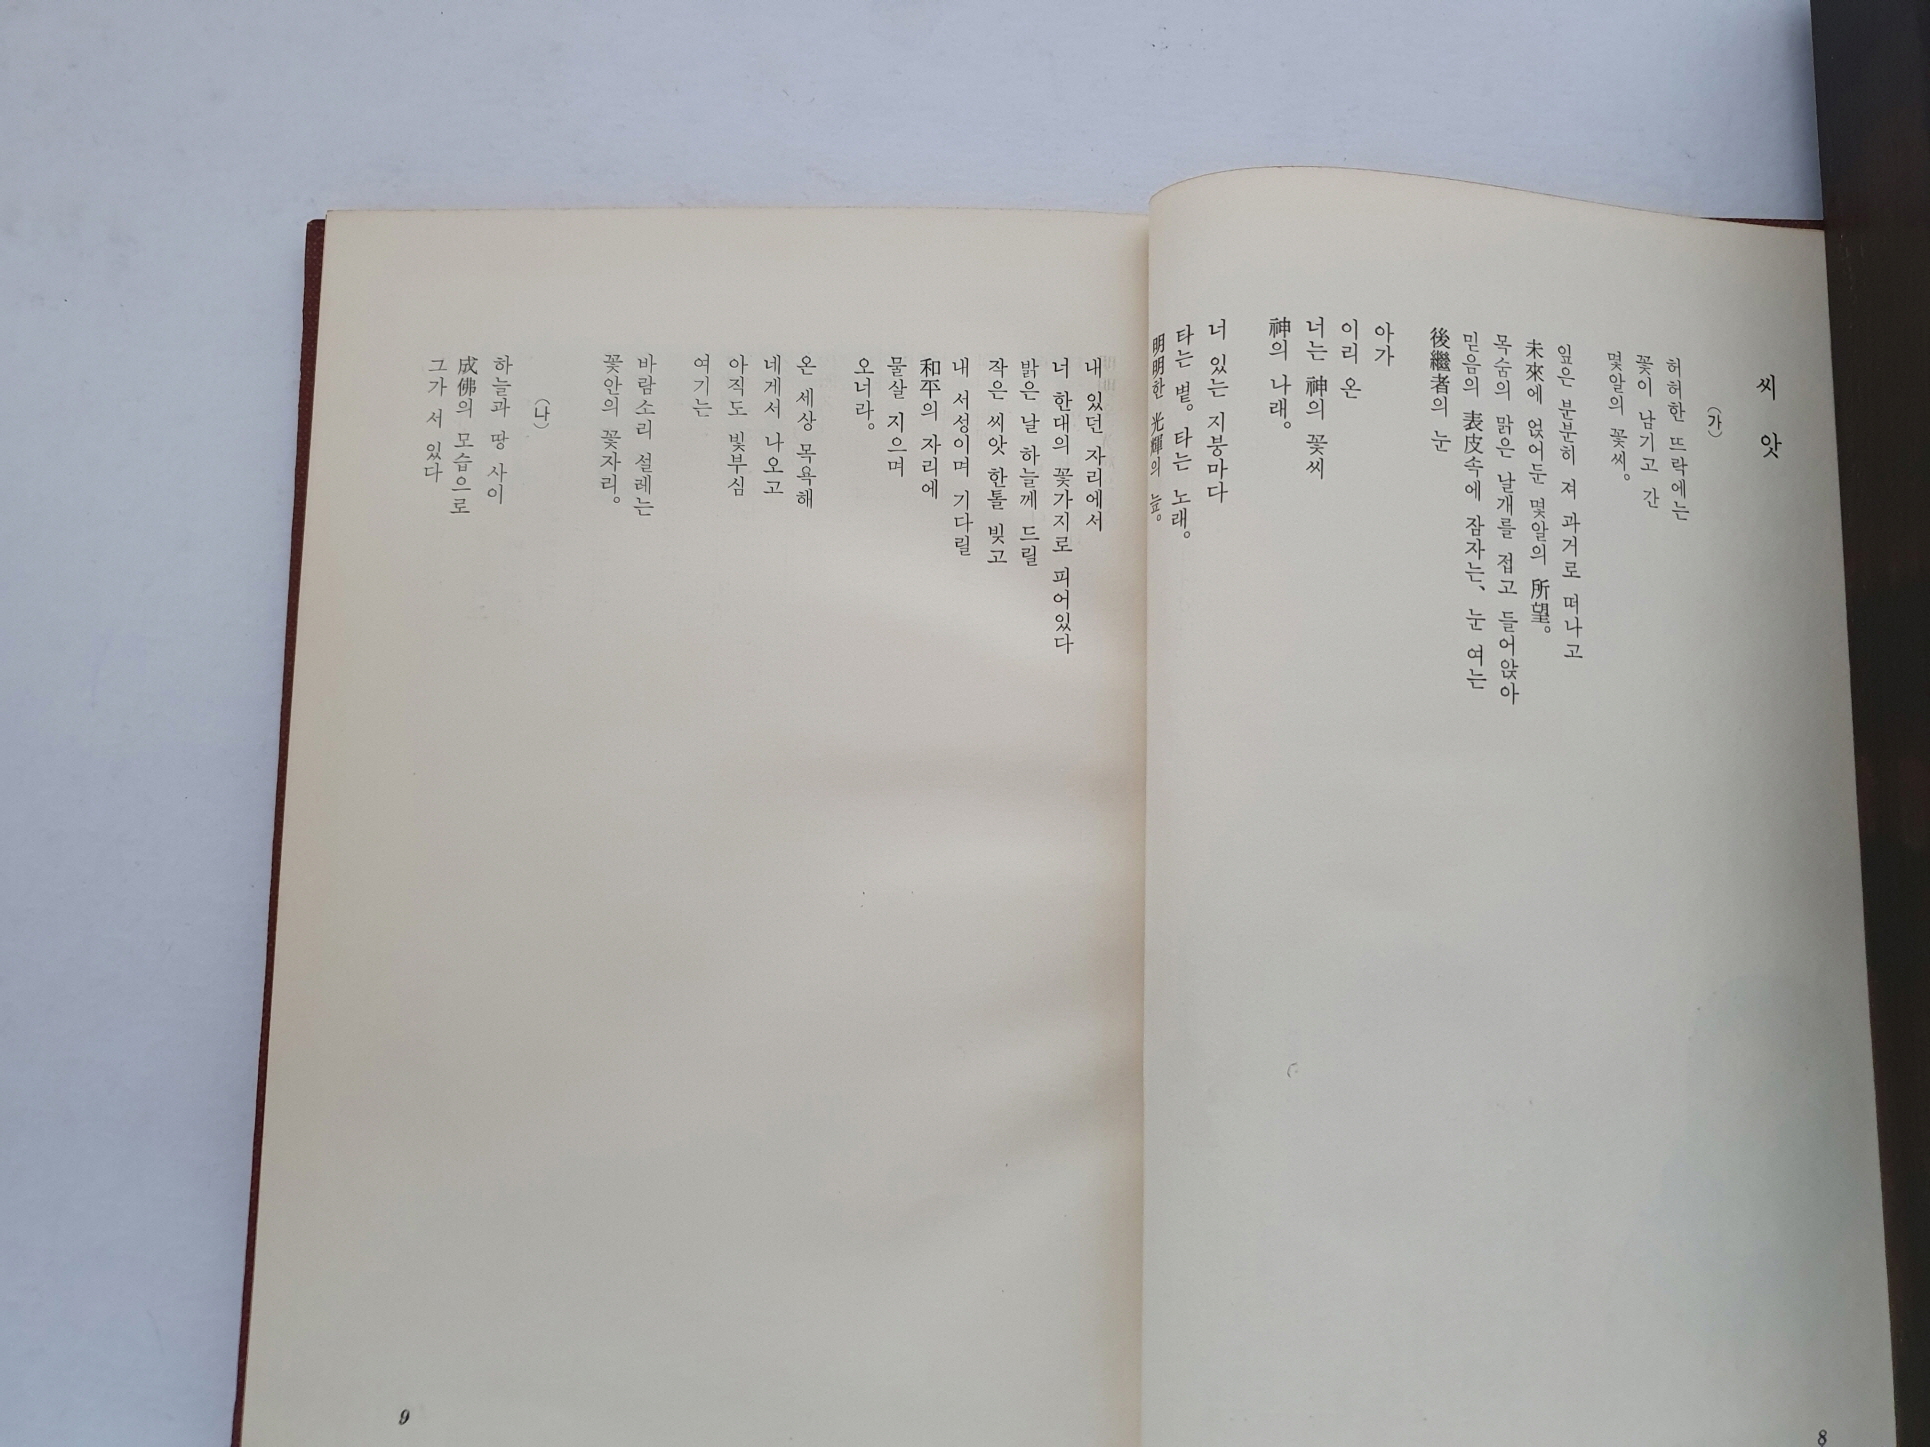 씨 앗
(가)
허허한 뜨락에는
꽃이 남기고 간
몇알의 꽃씨。
잎은 분분히 져 과거로 떠나고
未來에 얹어둔 몇알의 所望。
목숨의 맑은 날개를 접고 들어앉아
믿음의 表皮속에 잠자는、 눈 여는
後繼者의 눈
아가
이리 온
너는 神의 꽃씨
神의 나래。
너 있는 지붕마다
타는 볕。 타는 노래。
明明한 光輝의 늪。
8
내 있던 자리에서
너 한대의 꽃가지로 피어있다
밝은 날 하늘께 드릴
작은 씨앗 한톨 빚고
내 서성이며 기다릴
和平의 자리에
물살 지으며
오너라。
온 세상 목욕해
네게서 나오고
아직도 빛부심
여기는
바람소리 설레는
꽃안의 꽃자리。
(나)
하늘과 땅 사이
成佛의 모습으로
그가 서 있다
9